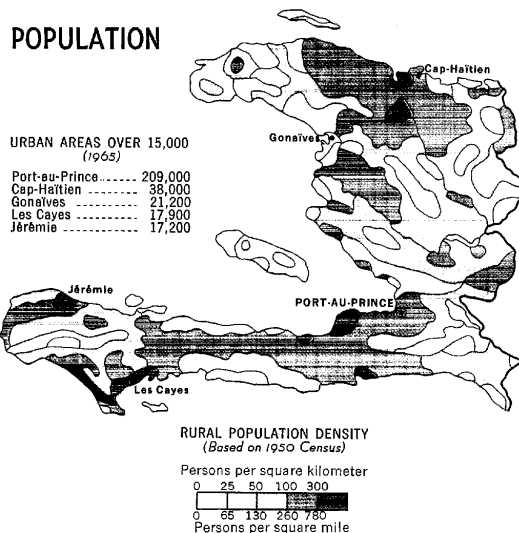 POPULATION
Cap-Haïtien
Gonaïves
URBAN AREAS OVER 15,000
(1965)
Port-au-Prince...... 209,000
Cap-Haïtien ------- 38,000
Gonaïves ---------- 21,200
Les Cayes ---------- 17,900
Jérémie ------------ 17,200
Jérémie
PORT-AU-PRINCE
Les Cayes
RURAL POPULATION DENSITY
(Based on 1950 Census)
Persons per square kilometer
0 25 50 100 300
0 65 130 260 780
Persons per square mile